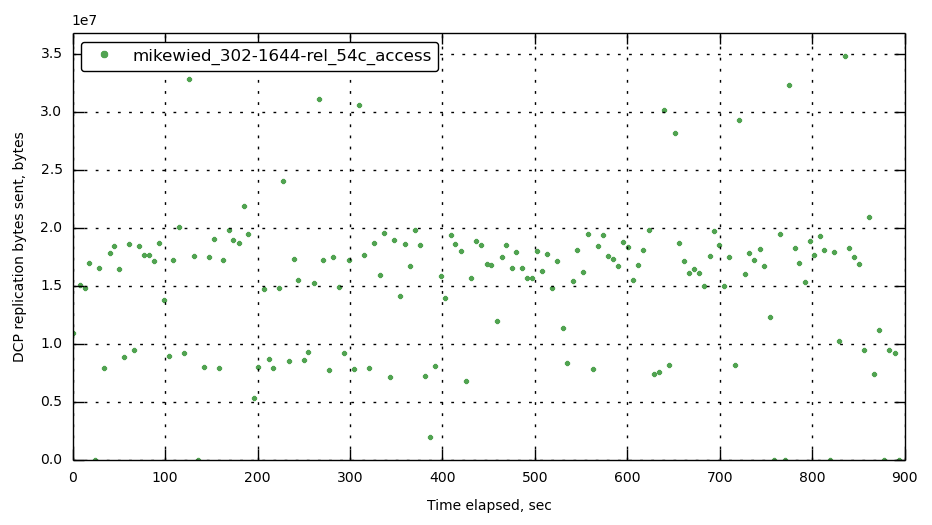 1e7
mikewied_302-1644-rel_54c_access
3.5
3.0
2.5
2.0
1.5
1.0
0.5
0.0
DCP replication bytes sent, bytes
0 100 200 300 400 500 600 700 800 900
Time elapsed, sec